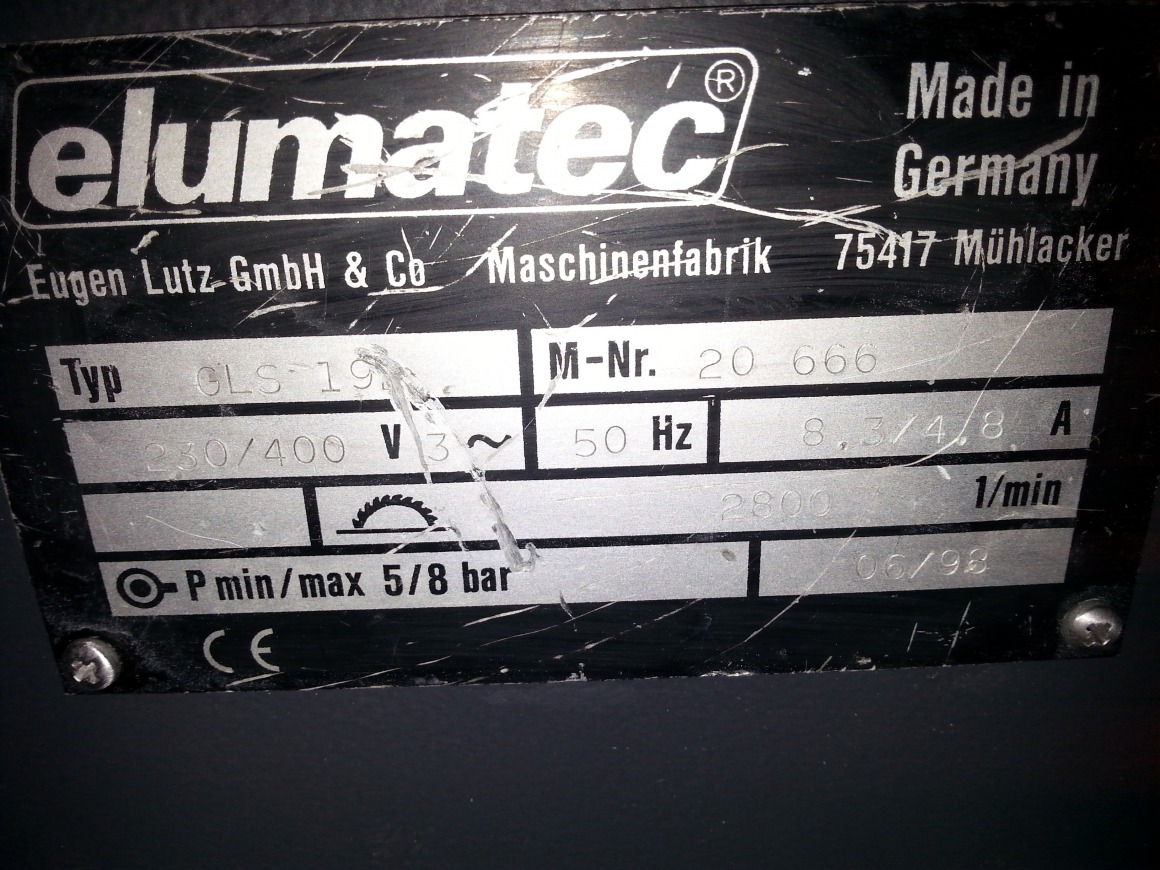 elumatec®
Made in
Germany
Eugen Lutz GmbH & Co Maschinenfabrik 75417 Mühlacker
Typ GLS M-Nr. 20 666
230/400 V 3 ~ 50 Hz 8.3/4.8 A
2800 1/min
P min/max 5/8 bar 06/98
CE